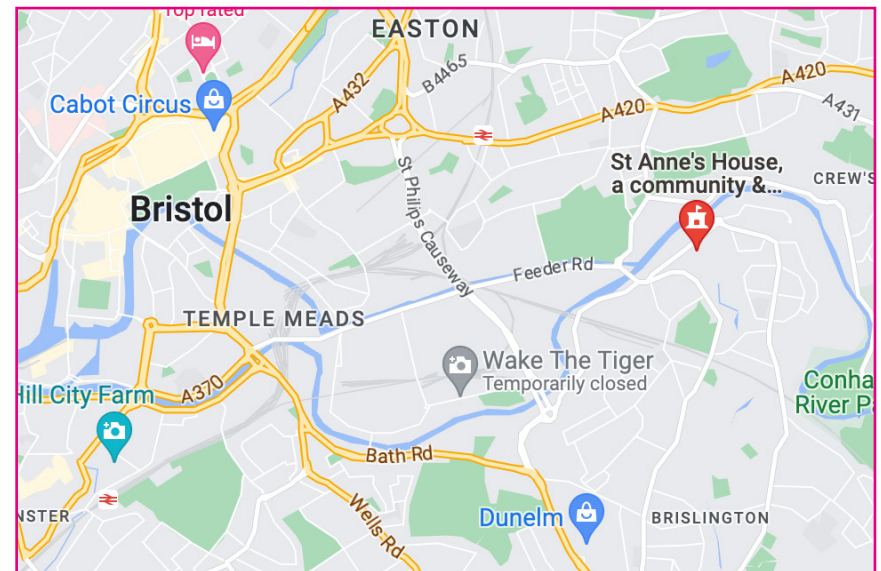 Top rated
EASTON
Cabot Circus
A432
B4465
A420
A420
A431
St Anne's House,
a community &...
CREW'S
Bristol
St Philips Causeway
Feeder Rd
TEMPLE MEADS
Wake The Tiger
Temporarily closed
Hill City Farm
A370
Conha
River P
Bath Rd
Wells Rd
NSTER
Dunelm
BRISLINGTON